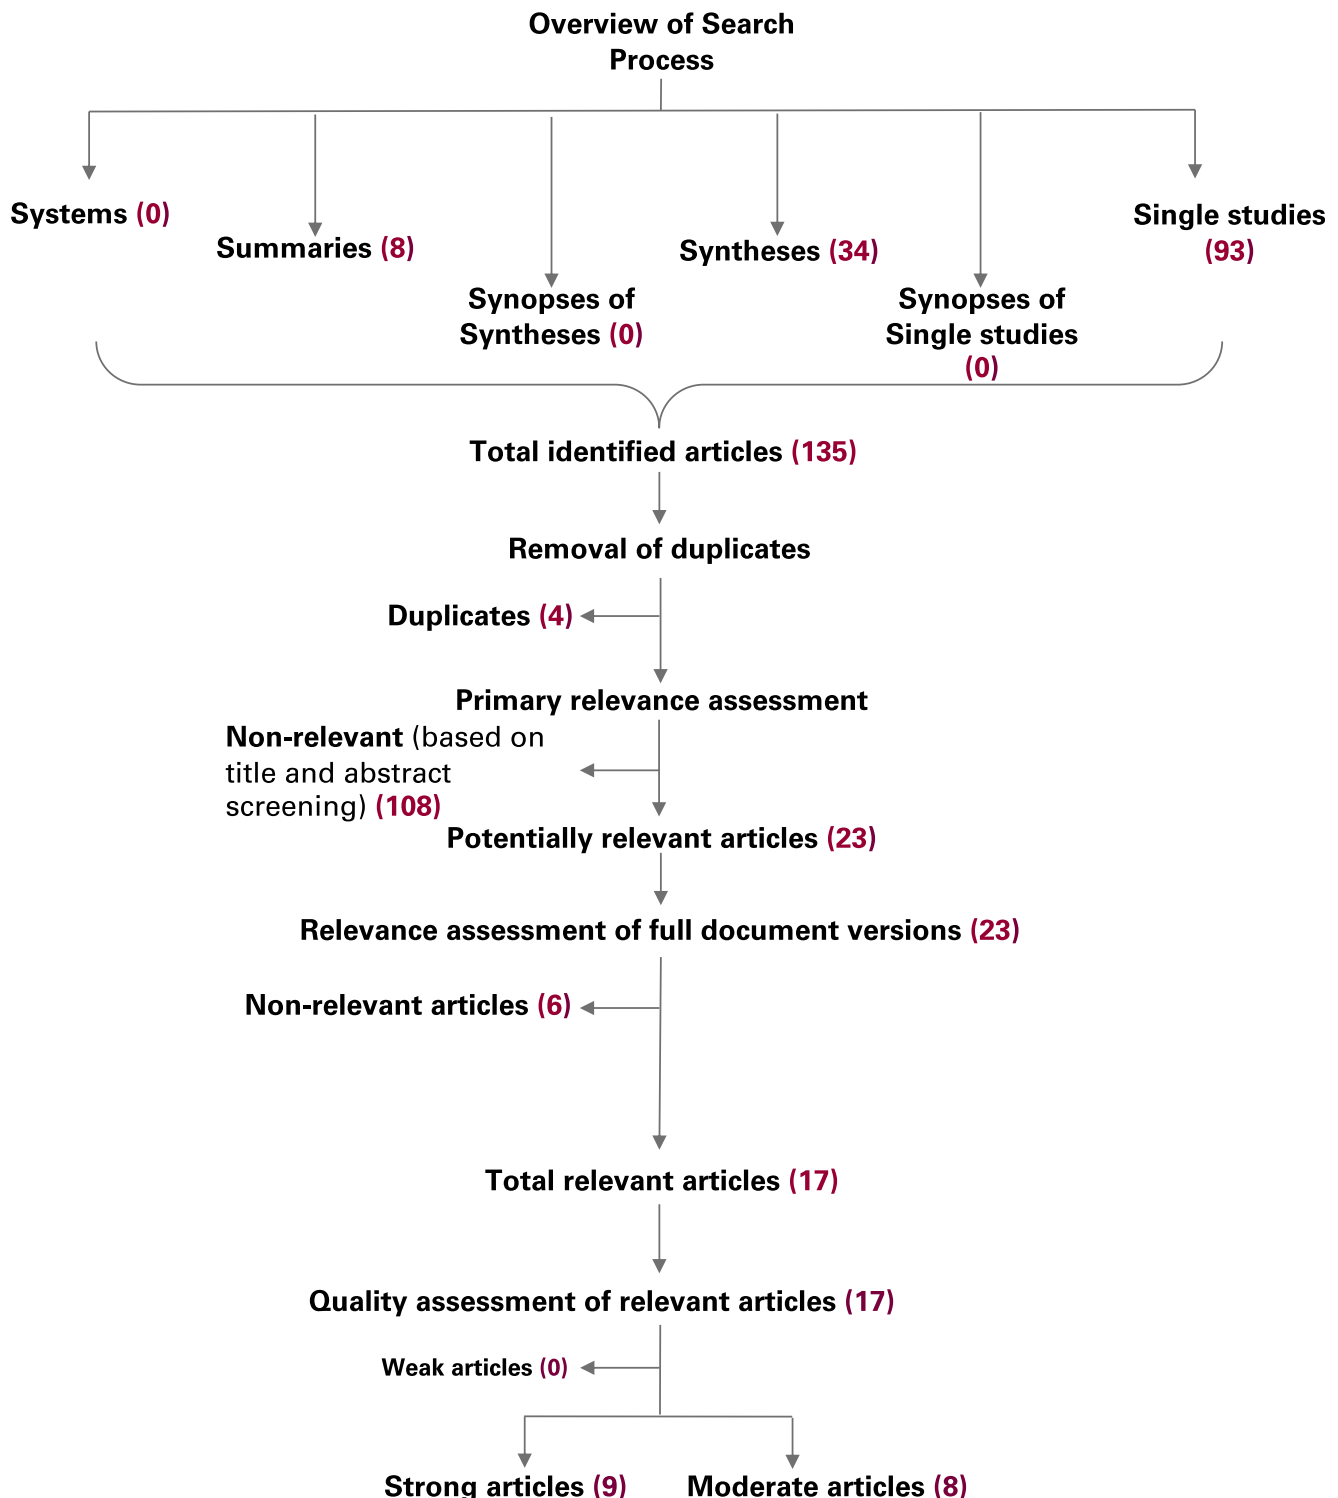 Overview of Search
Process
Systems (0)
Summaries (8)
Synopses of
Syntheses (0)
Syntheses (34)
Synopses of
Single studies
(0)
Single studies
(93)
Total identified articles (135)
Removal of duplicates
Duplicates (4)
Primary relevance assessment
Non-relevant (based on
title and abstract
screening) (108)
Potentially relevant articles (23)
Relevance assessment of full document versions (23)
Non-relevant articles (6)
Total relevant articles (17)
Quality assessment of relevant articles (17)
Weak articles (0)
Strong articles (9)
Moderate articles (8)